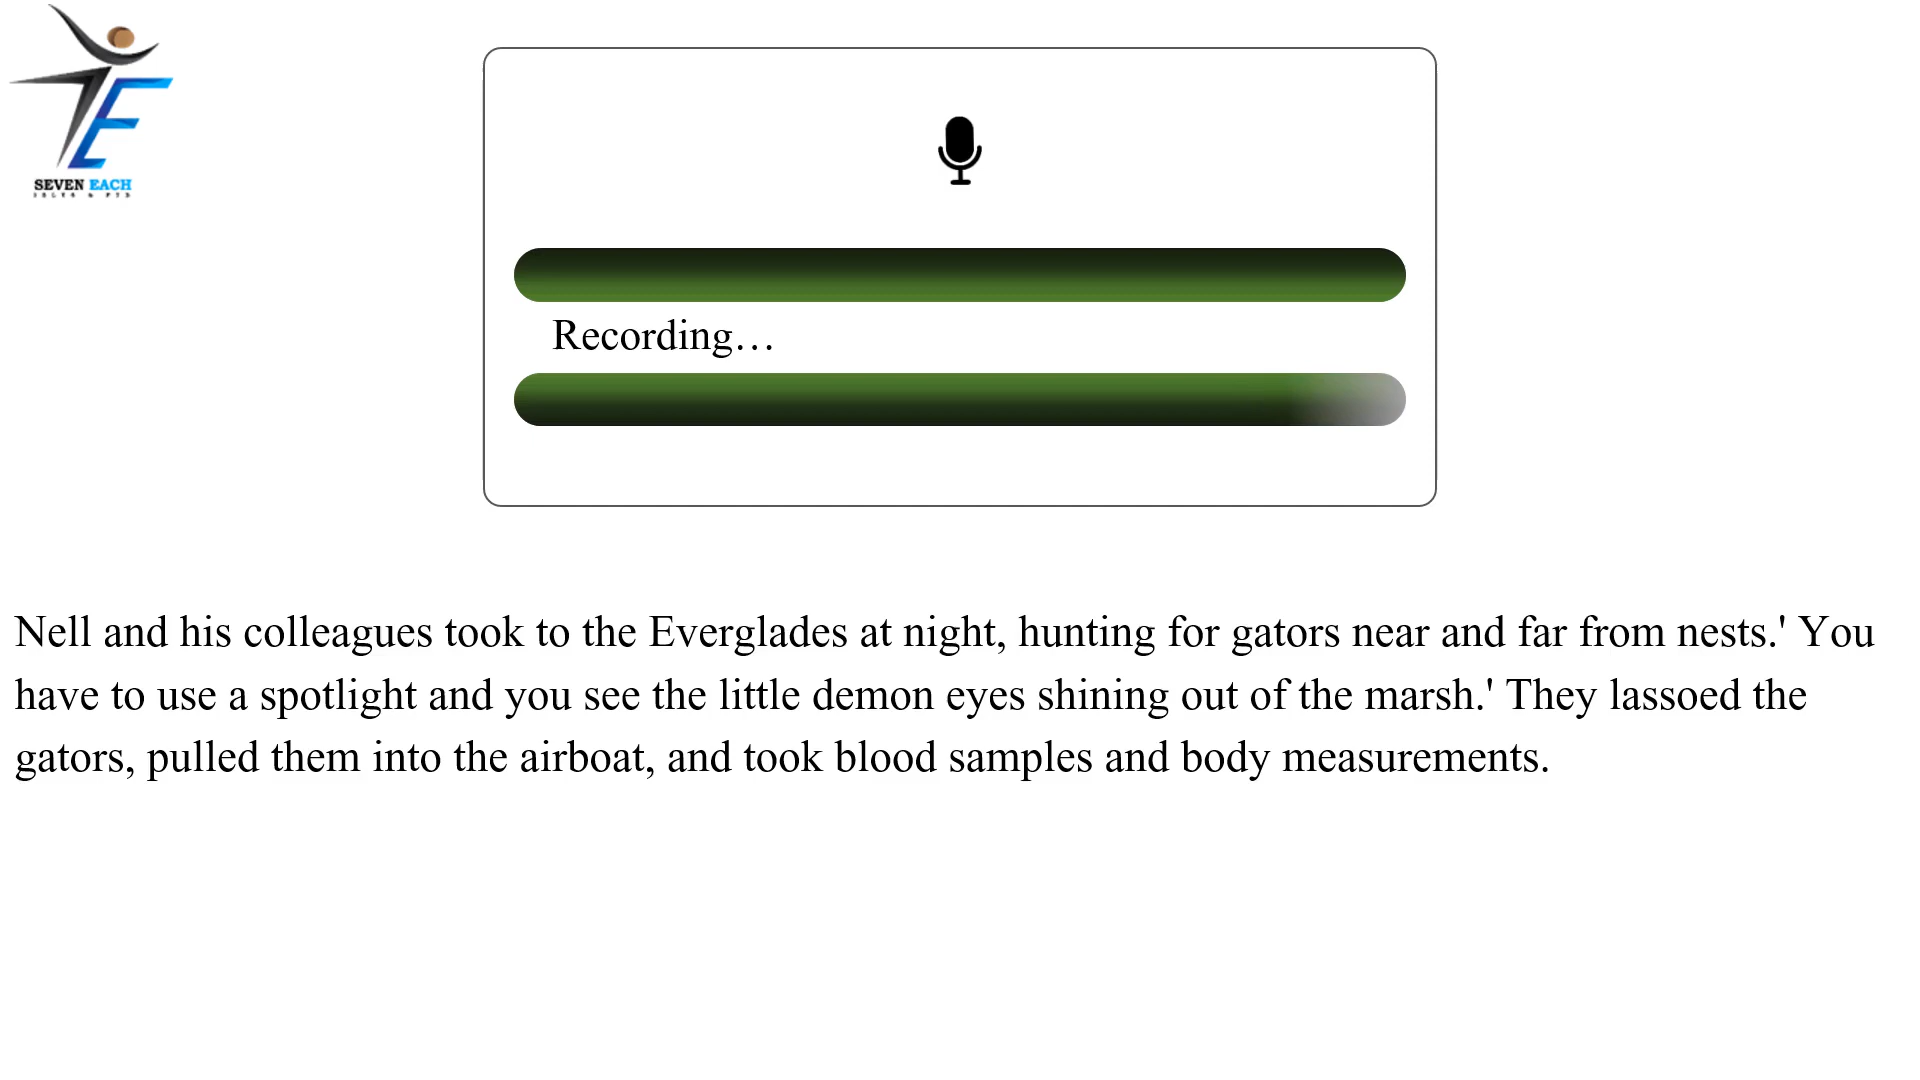 SEVEN EACH
IELTS & PTE
Recording…
Nell and his colleagues took to the Everglades at night, hunting for gators near and far from nests.' You
have to use a spotlight and you see the little demon eyes shining out of the marsh.' They lassoed the
gators, pulled them into the airboat, and took blood samples and body measurements.